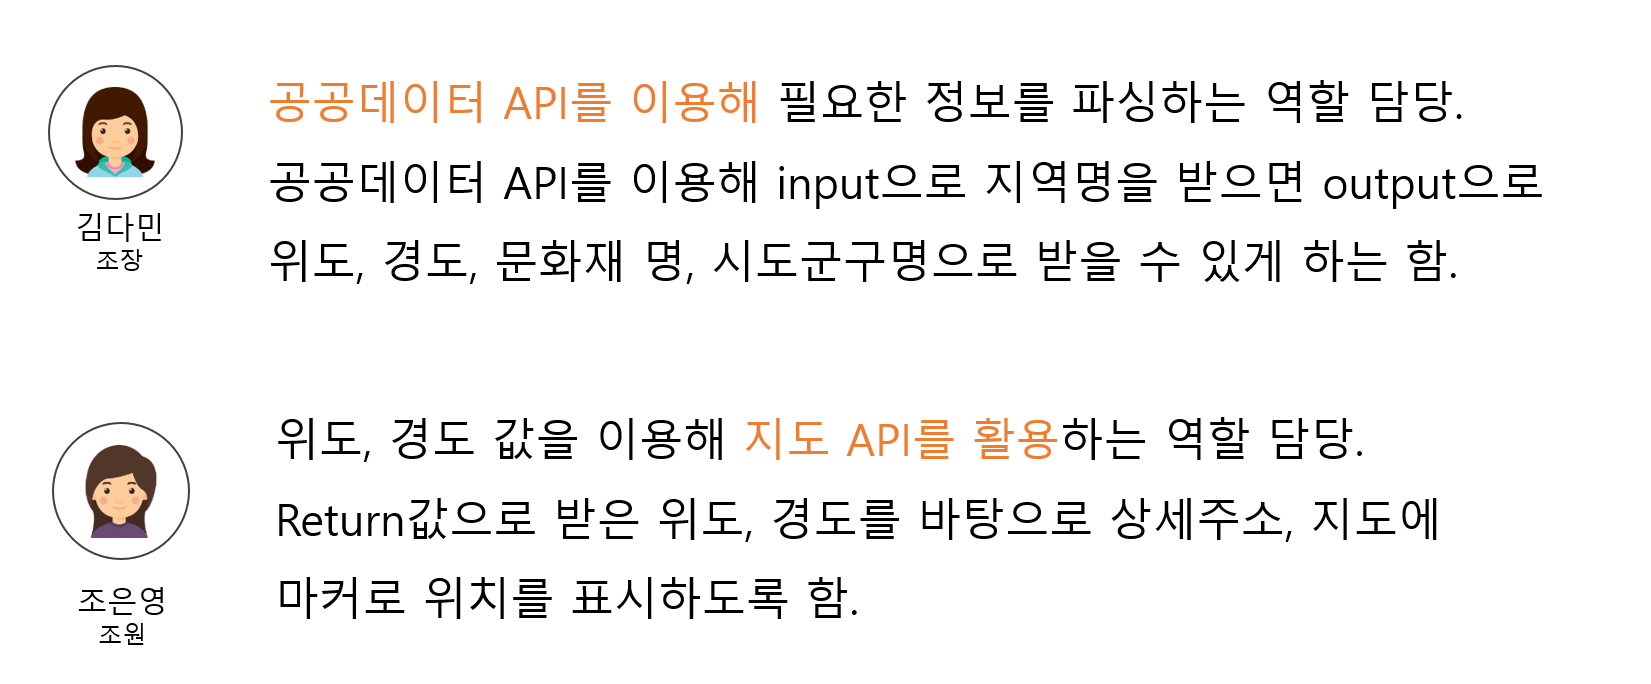 공공데이터 API를 이용해 필요한 정보를 파싱하는 역할 담당.
공공데이터 API를 이용해 input으로 지역명을 받으면 output으로
위도, 경도, 문화재 명, 시도군구명으로 받을 수 있게 하는 함.
김다민
조장
위도, 경도 값을 이용해 지도 API를 활용하는 역할 담당.
Return값으로 받은 위도, 경도를 바탕으로 상세주소, 지도에
마커로 위치를 표시하도록 함.
조은영
조원